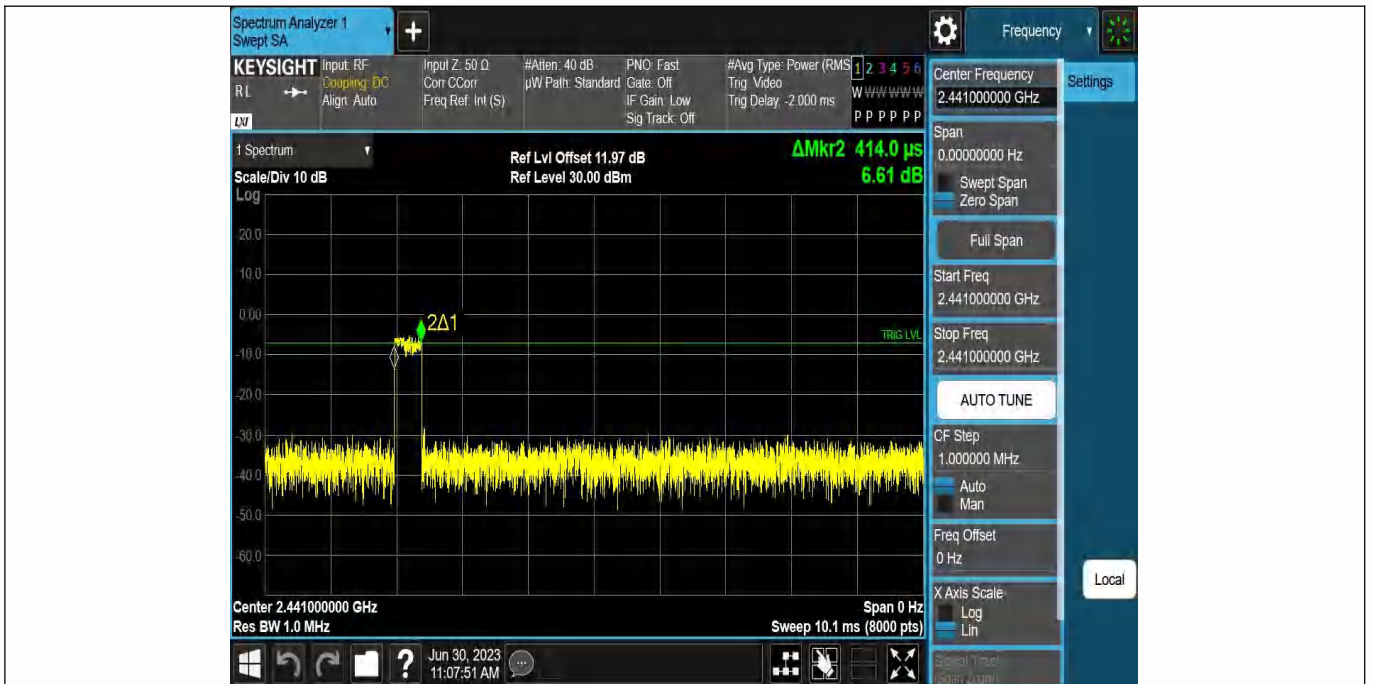 Spectrum Analyzer 1
Swept SA
Frequency
KEYSIGHT
R L
LXI
Input: RF
Coupling: DC
Align: Auto
Input Z: 50 Ω
Corr CCorr
Freq Ref: Int (S)
#Atten: 40 dB
µW Path: Standard
PNO: Fast
Gate: Off
IF Gain: Low
Sig Track: Off
#Avg Type: Power (RMS
Trig: Video
Trig Delay: -2.000 ms
1 2 3 4 5 6
W W W W W W
P P P P P P
1 Spectrum
Scale/Div 10 dB
Log
Ref Lvl Offset 11.97 dB
Ref Level 30.00 dBm
ΔMkr2 414.0 µs
6.61 dB
20.0
10.0
0.00
-10.0
-20.0
-30.0
-40.0
-50.0
-60.0
2Δ1
TRIG LVL
Center 2.441000000 GHz
Res BW 1.0 MHz
Span 0 Hz
Sweep 10.1 ms (8000 pts)
Center Frequency
2.441000000 GHz
Span
0.00000000 Hz
Swept Span
Zero Span
Full Span
Start Freq
2.441000000 GHz
Stop Freq
2.441000000 GHz
AUTO TUNE
CF Step
1.000000 MHz
Auto
Man
Freq Offset
0 Hz
X Axis Scale
Log
Lin
Signal Track
(Span Zoom)
Settings
Local
?
Jun 30, 2023
11:07:51 AM